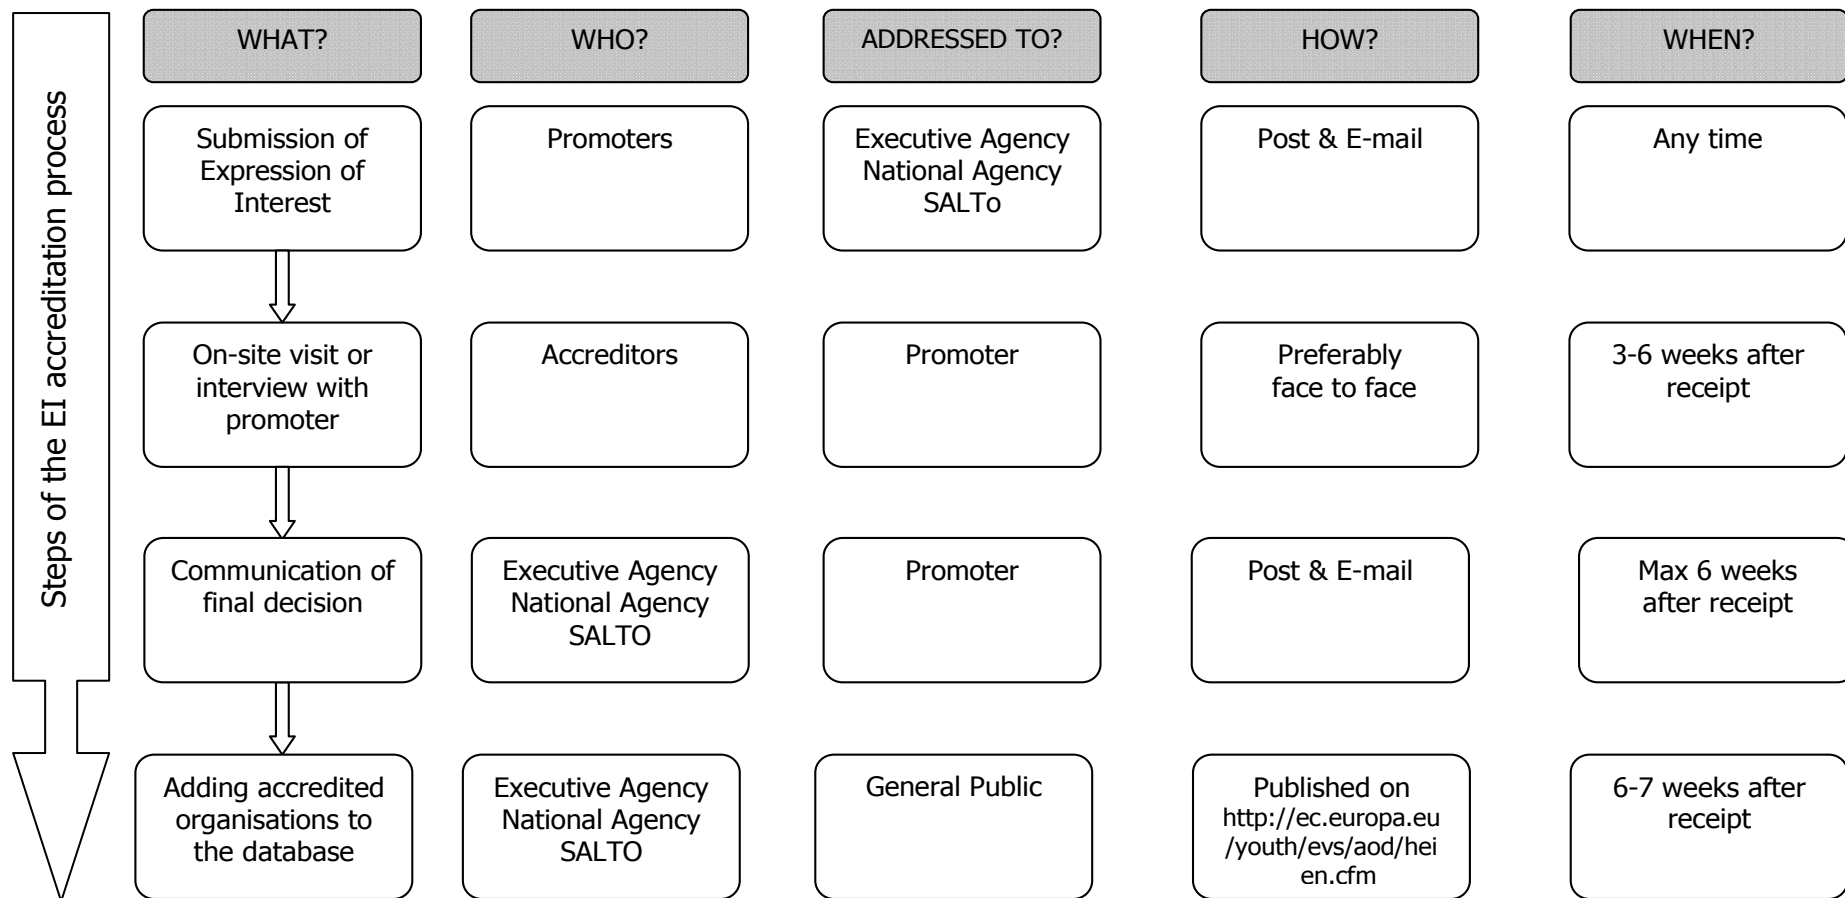 Steps of the EI accreditation process
WHAT?
WHO?
ADDRESSED TO?
HOW?
WHEN?
Submission of
Expression of
Interest
Promoters
Executive Agency
National Agency
SALTo
Post & E-mail
Any time
On-site visit or
interview with
promoter
Accreditors
Promoter
Preferably
face to face
3-6 weeks after
receipt
Communication of
final decision
Executive Agency
National Agency
SALTO
Promoter
Post & E-mail
Max 6 weeks
after receipt
Adding accredited
organisations to
the database
Executive Agency
National Agency
SALTO
General Public
Published on
http://ec.europa.eu
/youth/evs/aod/hei
en.cfm
6-7 weeks after
receipt